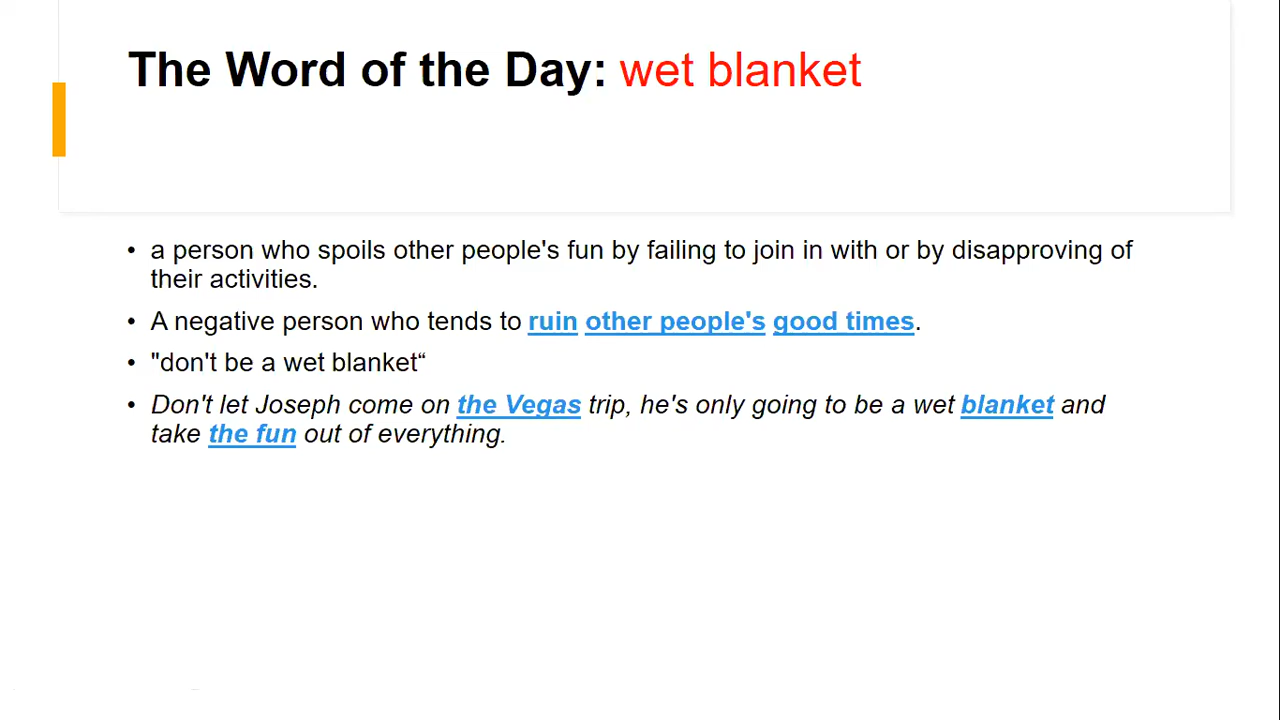 The Word of the Day: wet blanket
• a person who spoils other people's fun by failing to join in with or by disapproving of
their activities.
• A negative person who tends to ruin other people's good times.
• "don't be a wet blanket“
• Don't let Joseph come on the Vegas trip, he's only going to be a wet blanket and
take the fun out of everything.